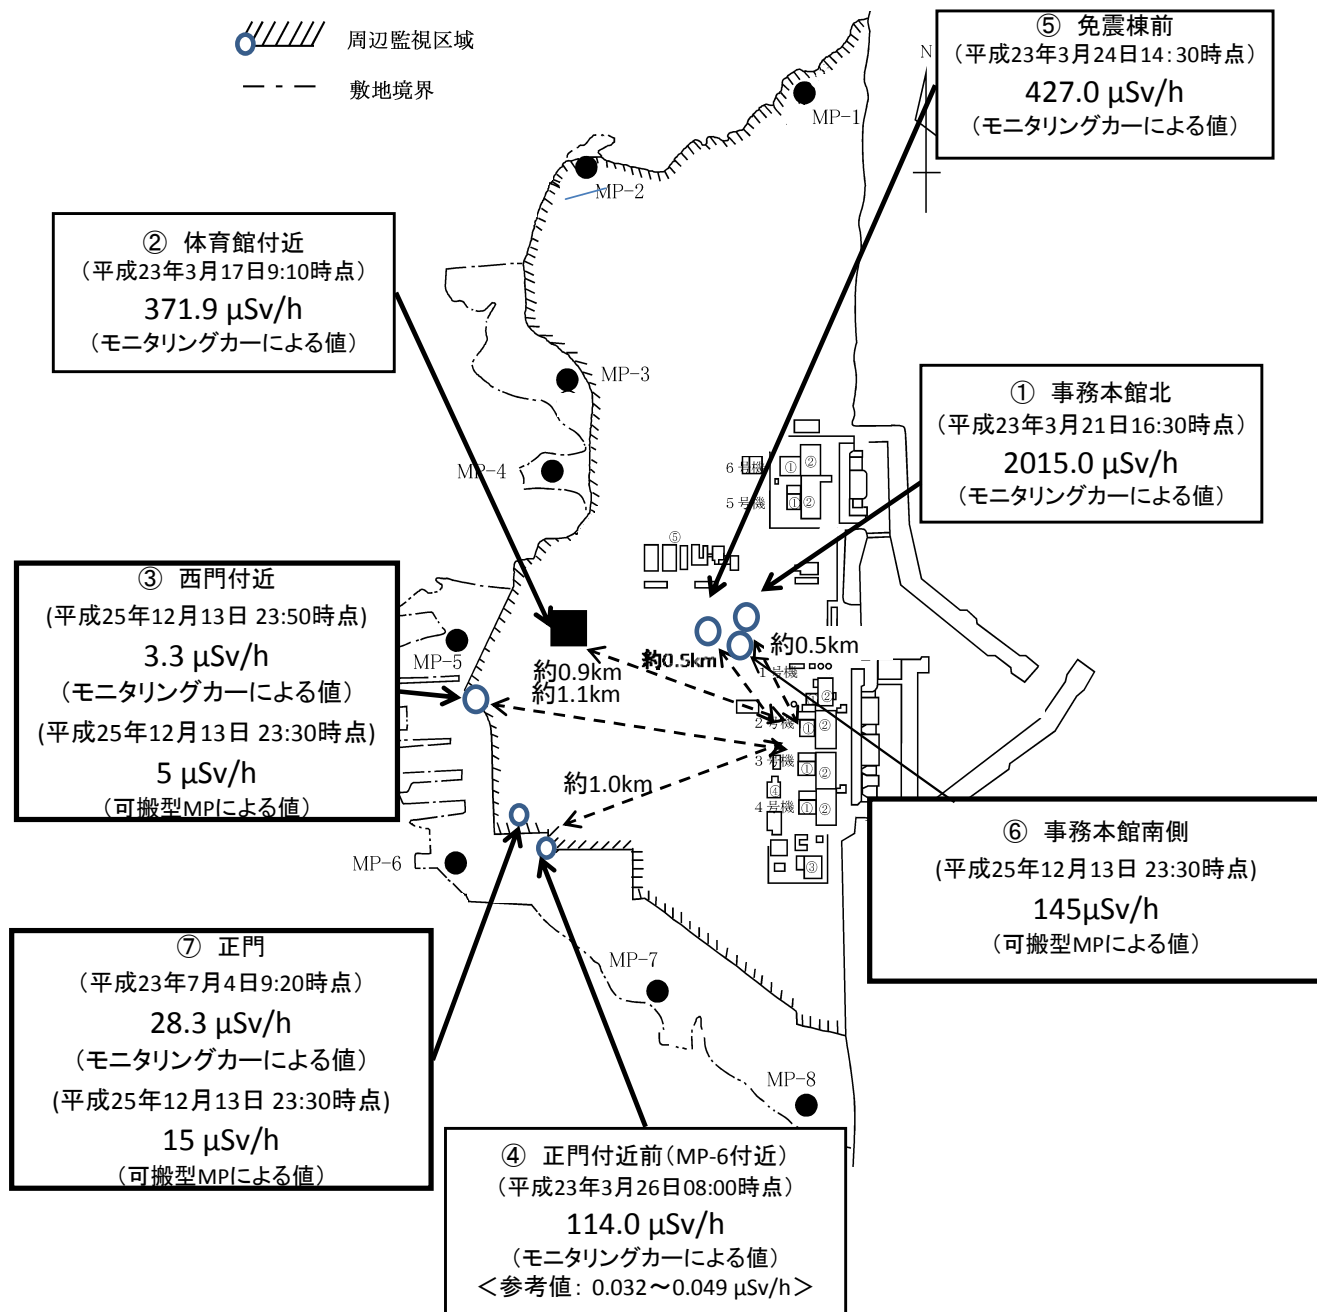 周辺監視区域
敷地境界
⑤ 免震棟前
（平成23年3月24日14:30時点）
427.0 µSv/h
（モニタリングカーによる値）
N
MP-1
MP-2
② 体育館付近
（平成23年3月17日9:10時点）
371.9 µSv/h
（モニタリングカーによる値）
MP-3
① 事務本館北
（平成23年3月21日16:30時点）
2015.0 µSv/h
（モニタリングカーによる値）
MP-4
6号機
① ②
5号機
① ②
⑤
③ 西門付近
(平成25年12月13日 23:50時点)
3.3 µSv/h
（モニタリングカーによる値）
(平成25年12月13日 23:30時点)
5 µSv/h
（可搬型MPによる値）
MP-5
約0.9km
約1.1km
約0.5km
約0.5km
1号機
②
2号機
① ②
3号機
① ②
④
4号機
① ②
③
約1.0km
MP-6
⑥ 事務本館南側
(平成25年12月13日 23:30時点)
145µSv/h
（可搬型MPによる値）
⑦ 正門
（平成23年7月4日9:20時点）
28.3 µSv/h
（モニタリングカーによる値）
(平成25年12月13日 23:30時点)
15 µSv/h
（可搬型MPによる値）
MP-7
MP-8
④ 正門付近前（MP-6付近）
（平成23年3月26日08:00時点）
114.0 µSv/h
（モニタリングカーによる値）
＜参考値：0.032～0.049 µSv/h＞